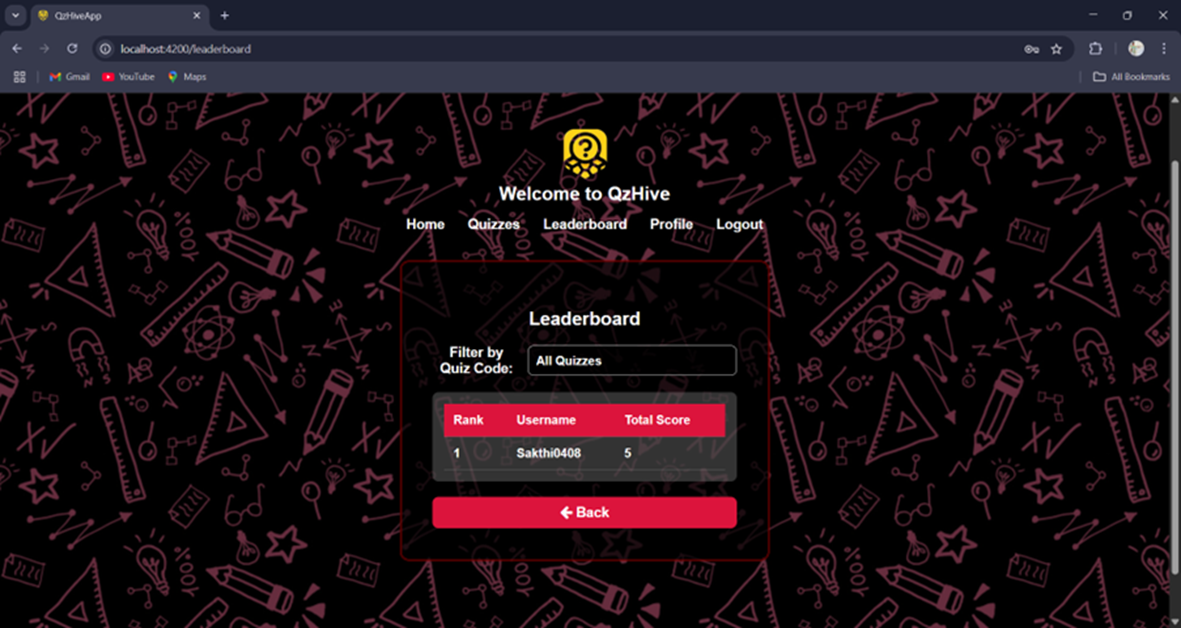 QzHiveApp
localhost:4200/leaderboard
Gmail YouTube Maps All Bookmarks
?
Welcome to QzHive
Home Quizzes Leaderboard Profile Logout
Leaderboard
Filter by
Quiz Code:
All Quizzes
Rank Username Total Score
1 Sakthi0408 5
Back